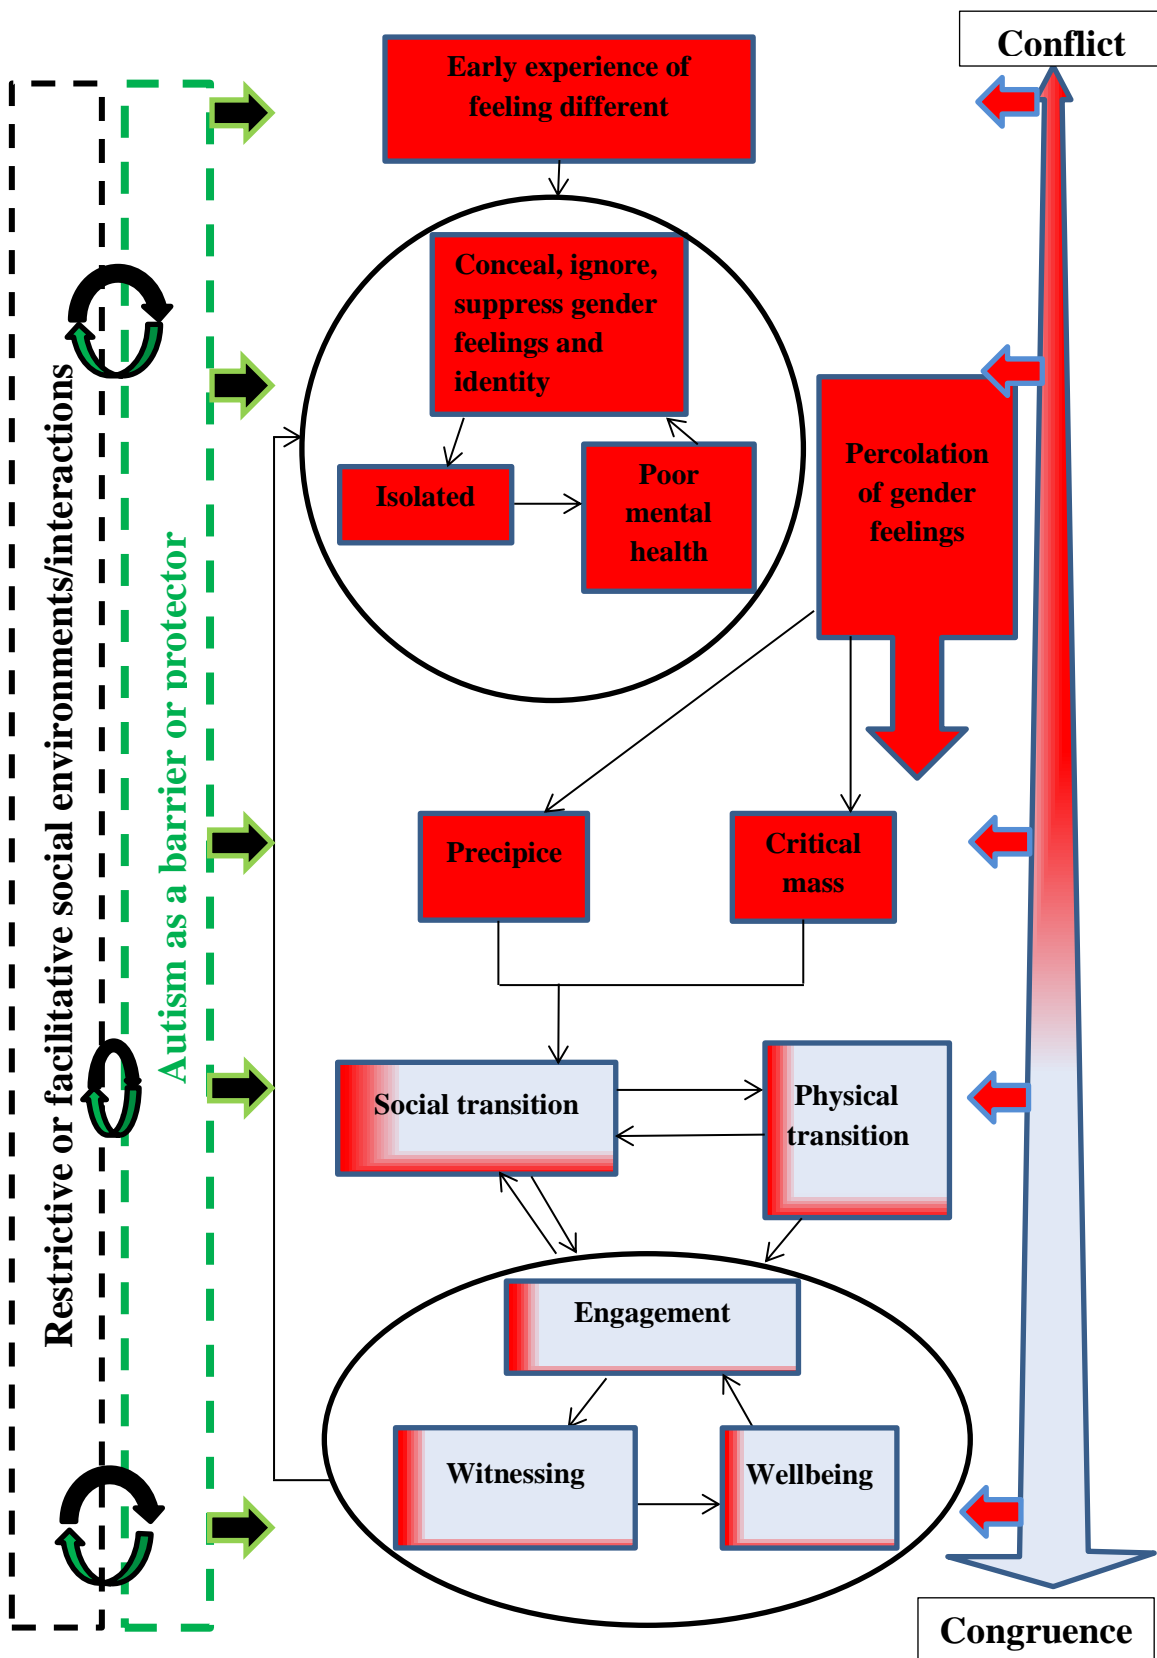 Conflict
Early experience of
feeling different
Conceal, ignore,
suppress gender
feelings and
identity
Isolated
Poor
mental
health
Percolation
of gender
feelings
Restrictive or facilitative social environments/interactions
Autism as a barrier or protector
Precipice
Critical
mass
Social transition
Physical
transition
Engagement
Witnessing
Wellbeing
Congruence